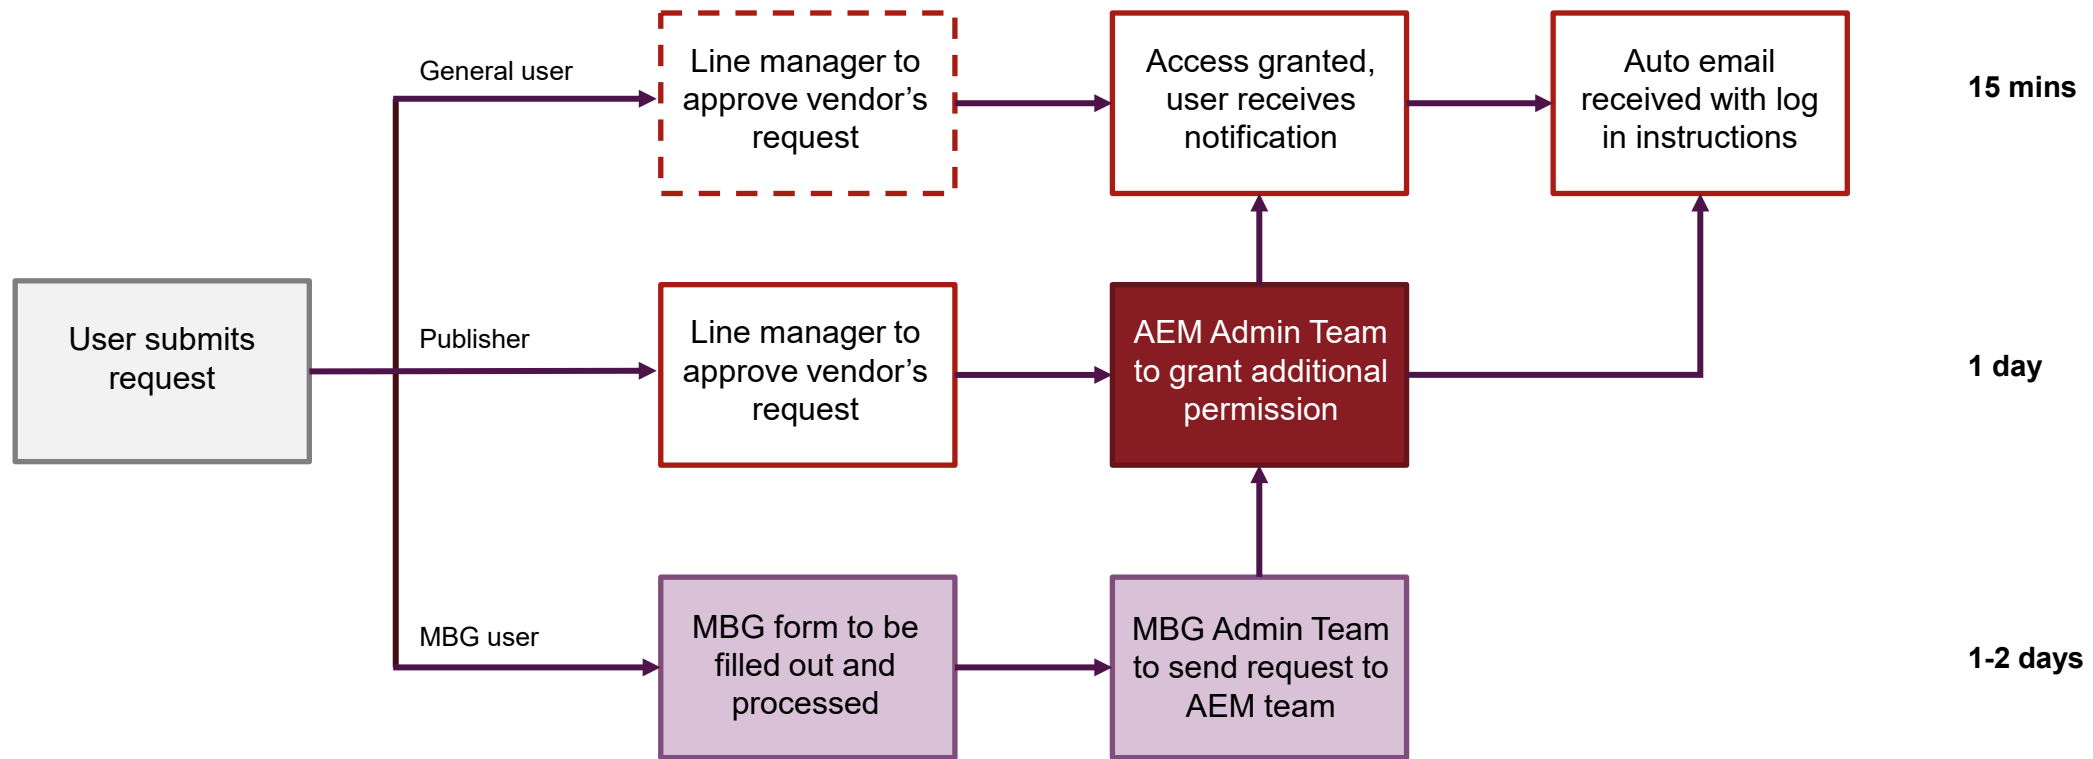 General user
Line manager to
approve vendor’s
request
Access granted,
user receives
notification
Auto email
received with log
in instructions
15 mins
User submits
request
Publisher
Line manager to
approve vendor’s
request
AEM Admin Team
to grant additional
permission
1 day
MBG user
MBG form to be
filled out and
processed
MBG Admin Team
to send request to
AEM team
1-2 days